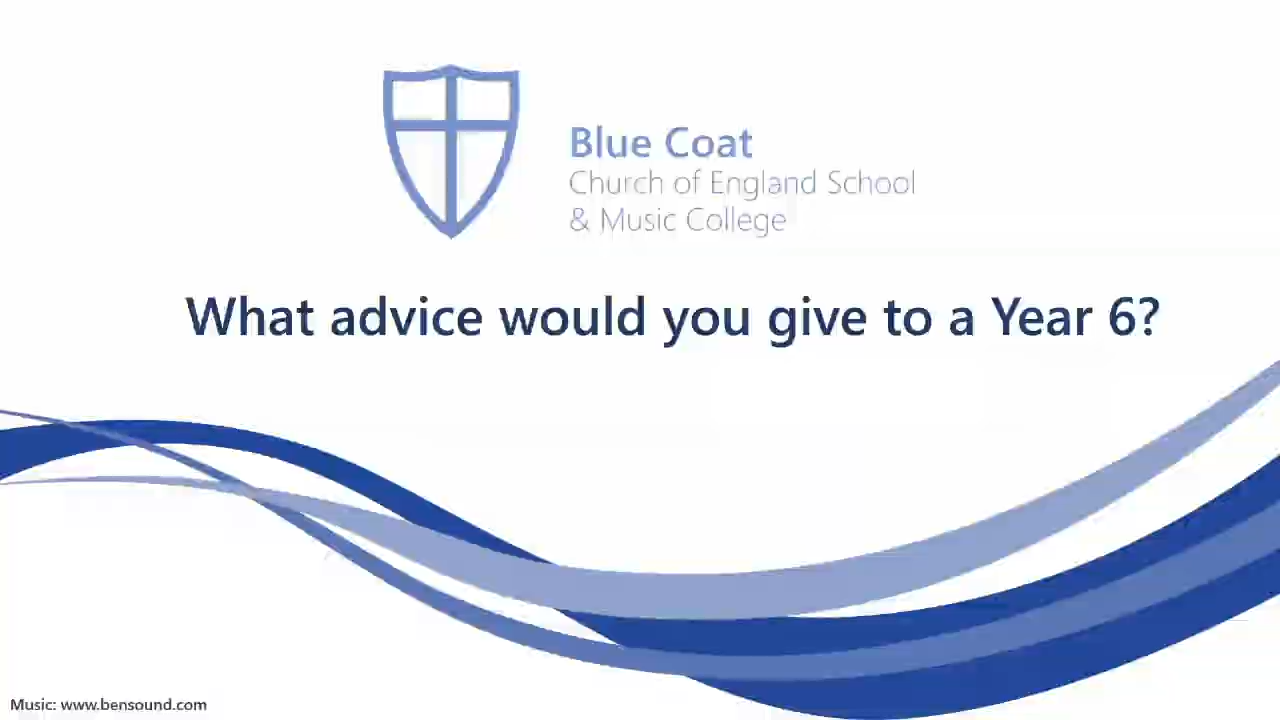 Blue Coat
Church of England School
& Music College
What advice would you give to a Year 6?
Music: www.bensound.com